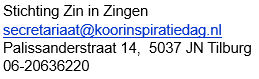 Stichting Zin in Zingen
secretariaat@koorinspiratiedag.nl
Palissanderstraat 14,  5037 JN Tilburg
06-20636220